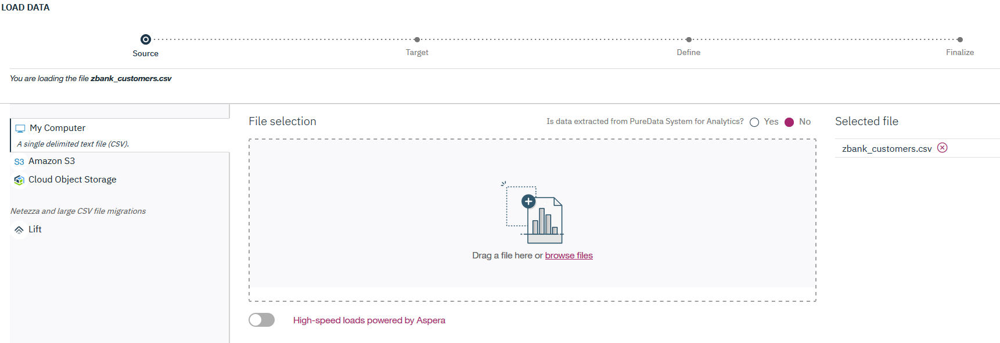 LOAD DATA
Source
Target
Define
Finalize
You are loading the file zbank_customers.csv
My Computer
A single delimited text file (CSV).
S3 Amazon S3
Cloud Object Storage
Netezza and large CSV file migrations
Lift
File selection
Is data extracted from PureData System for Analytics? Yes No
Drag a file here or browse files
High-speed loads powered by Aspera
Selected file
zbank_customers.csv